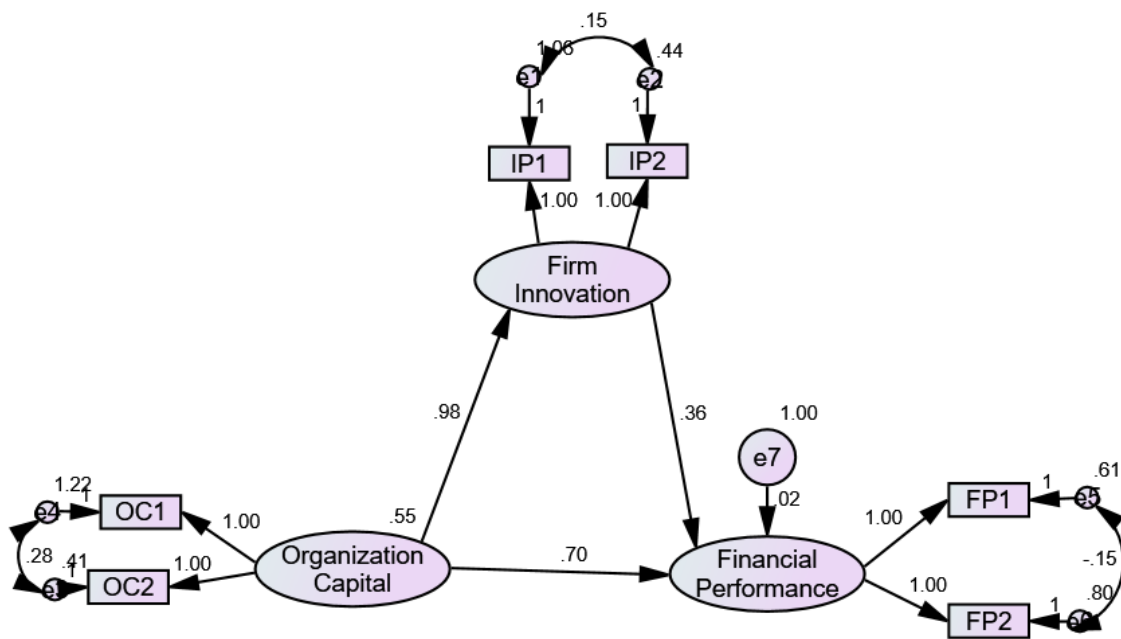 .15
1.06
.44
e1
e2
1
1
IP1
IP2
1.00
1.00
Firm
Innovation
.98
.36
1.00
e7
02
1.22
e4
1
OC1
1.00
.55
.28
.41
1
OC2
1.00
Organization
Capital
.70
Financial
Performance
1.00
FP1
1
.61
e5
-.15
1.00
FP2
1
.80
e6